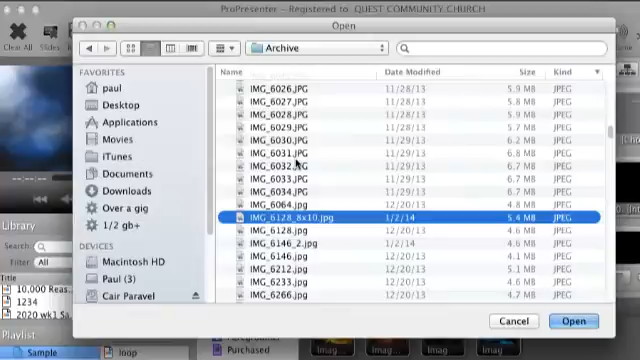 ProPresenter – Registered to QUEST COMMUNITY CHURCH
Open
Clear All
Slides
Archive
FAVORITES
paul
Desktop
Applications
Movies
iTunes
Documents
Downloads
Over a gig
1/2 gb+
DEVICES
Macintosh HD
Paul (3)
Cair Paravel
Name Date Modified Size Kind
IMG_6026.JPG 11/28/13 5.9 MB JPEG
IMG_6027.JPG 11/28/13 5.8 MB JPEG
IMG_6028.JPG 11/28/13 5.9 MB JPEG
IMG_6029.JPG 11/28/13 5.7 MB JPEG
IMG_6030.JPG 11/29/13 6.2 MB JPEG
IMG_6031.JPG 11/29/13 6.8 MB JPEG
IMG_6032.JPG 11/29/13 6.7 MB JPEG
IMG_6033.JPG 11/29/13 6.7 MB JPEG
IMG_6034.JPG 11/29/13 6.7 MB JPEG
IMG_6064.jpg 12/20/13 4.8 MB JPEG
IMG_6128_8x10.jpg 1/2/14 5.4 MB JPEG
IMG_6128.jpg 12/20/13 4.6 MB JPEG
IMG_6146_2.jpg 1/2/14 4.6 MB JPEG
IMG_6146.jpg 12/20/13 4.6 MB JPEG
IMG_6212.jpg 12/20/13 5.1 MB JPEG
IMG_6233.jpg 12/20/13 4.6 MB JPEG
IMG_6266.jpg 12/20/13 4.7 MB JPEG
Cancel
Open
Library
Search:
Filter All
Title
10,000 Reas...
1234
2020 wk1 Sa...
Playlist
Sample
loop
Purchased
Imag
Imag
Imag
Imag